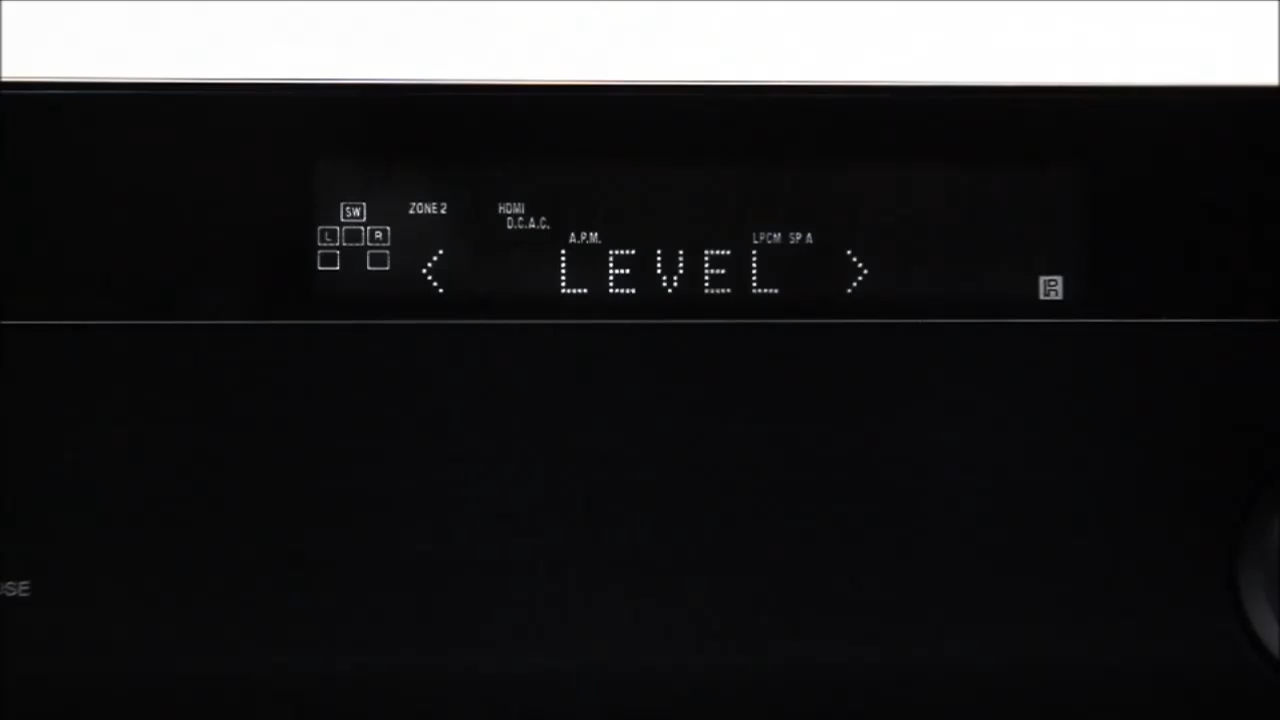 SW
ZONE 2
HDMI
D.C.A.C.
L
R
A.P.M.
LPCM SP A
< LEVEL >